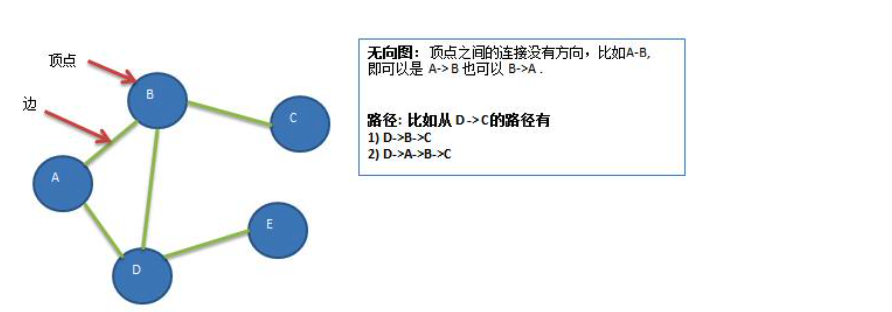 顶点
边
B
C
A
E
D
无向图：顶点之间的连接没有方向，比如A-B,
即可以是 A-> B 也可以 B->A .
路径: 比如从 D -> C的路径有
1) D->B->C
2) D->A->B->C